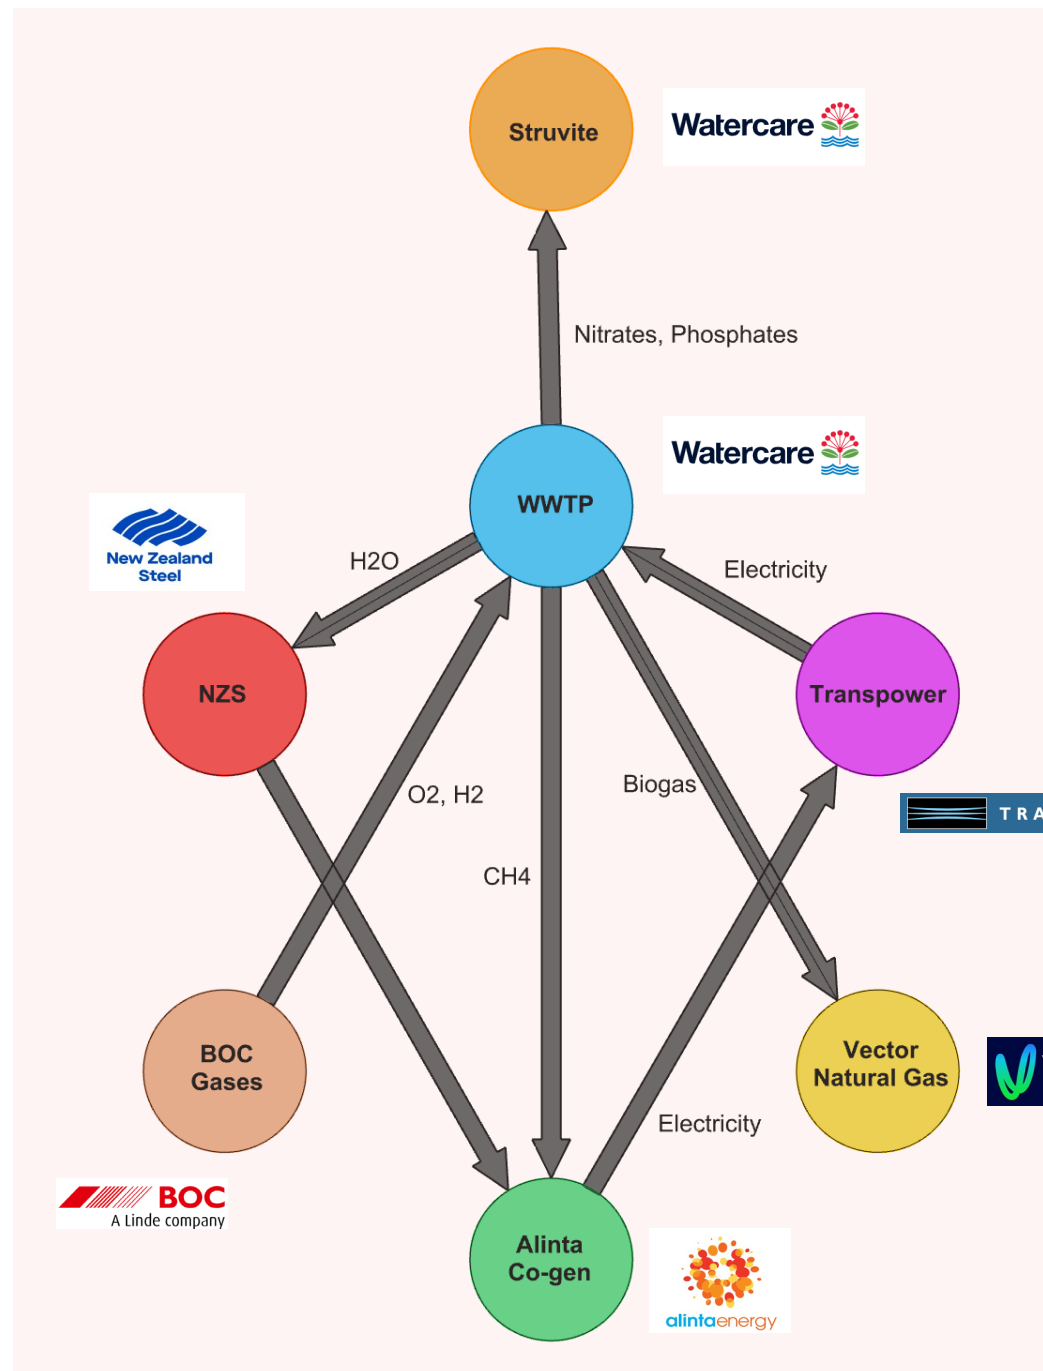 Struvite
Watercare
Nitrates, Phosphates
Watercare
WWTP
New Zealand
Steel
H2O
Electricity
NZS
Transpower
Biogas
O2, H2
TRA
CH4
BOC
Gases
Vector
Natural Gas
Electricity
BOC
A Linde company
Alinta
Co-gen
alintaenergy